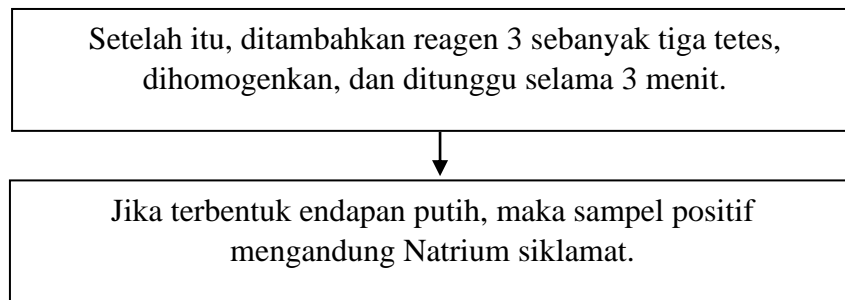 Setelah itu, ditambahkan reagen 3 sebanyak tiga tetes,
dihomogenkan, dan ditunggu selama 3 menit.
Jika terbentuk endapan putih, maka sampel positif
mengandung Natrium siklamat.